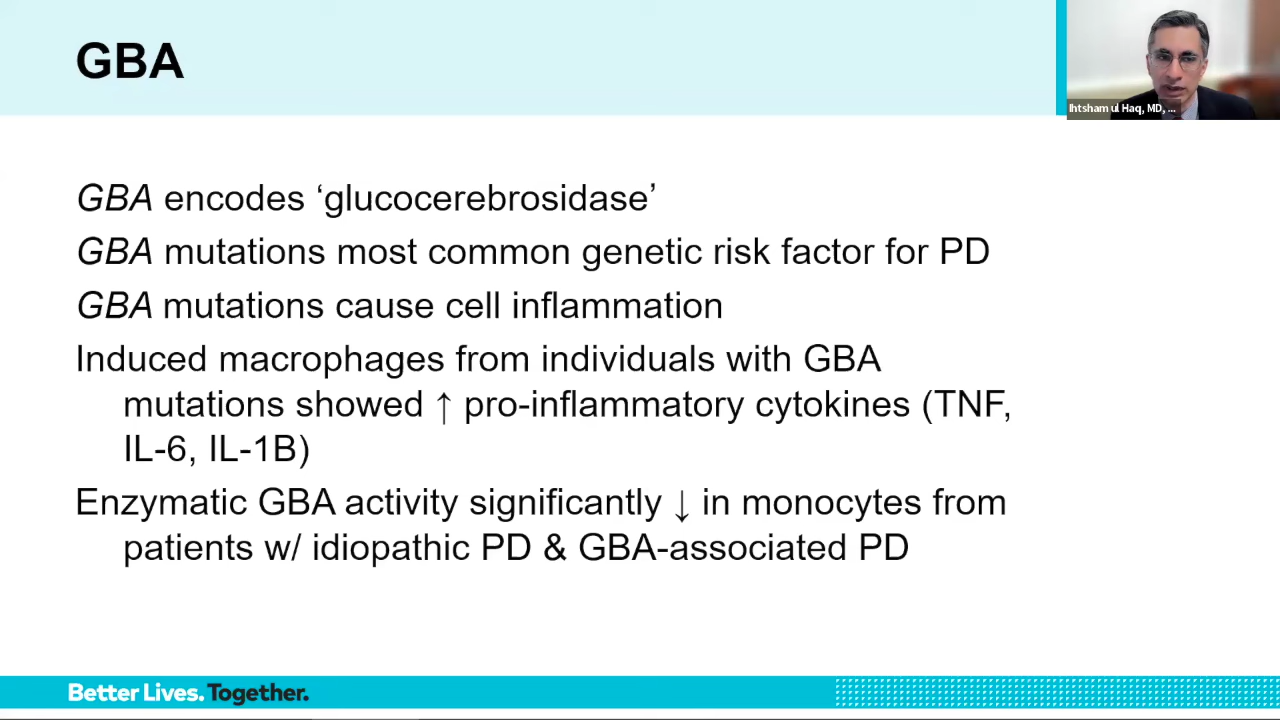 GBA
Ihtsham ul Haq, MD, ...
GBA encodes ‘glucocerebrosidase’
GBA mutations most common genetic risk factor for PD
GBA mutations cause cell inflammation
Induced macrophages from individuals with GBA
mutations showed ↑ pro-inflammatory cytokines (TNF,
IL-6, IL-1B)
Enzymatic GBA activity significantly ↓ in monocytes from
patients w/ idiopathic PD & GBA-associated PD
Better Lives. Together.